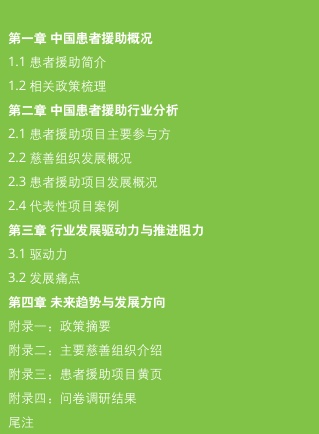 第一章 中国患者援助概况
1.1 患者援助简介
1.2 相关政策梳理
第二章 中国患者援助行业分析
2.1 患者援助项目主要参与方
2.2 慈善组织发展概况
2.3 患者援助项目发展概况
2.4 代表性项目案例
第三章 行业发展驱动力与推进阻力
3.1 驱动力
3.2 发展痛点
第四章 未来趋势与发展方向
附录一：政策摘要
附录二：主要慈善组织介绍
附录三：患者援助项目黄页
附录四：问卷调研结果
尾注